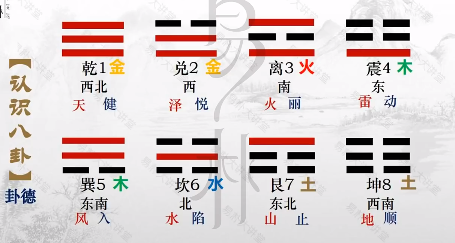 【认识八卦】
卦德
乾1金
西北
天 健
兑2金
西
泽 悦
离3火
南
火 丽
震4木
东
雷 动
巽5木
东南
风 入
坎6水
北
水 陷
艮7土
东北
山 止
坤8土
西南
地 顺